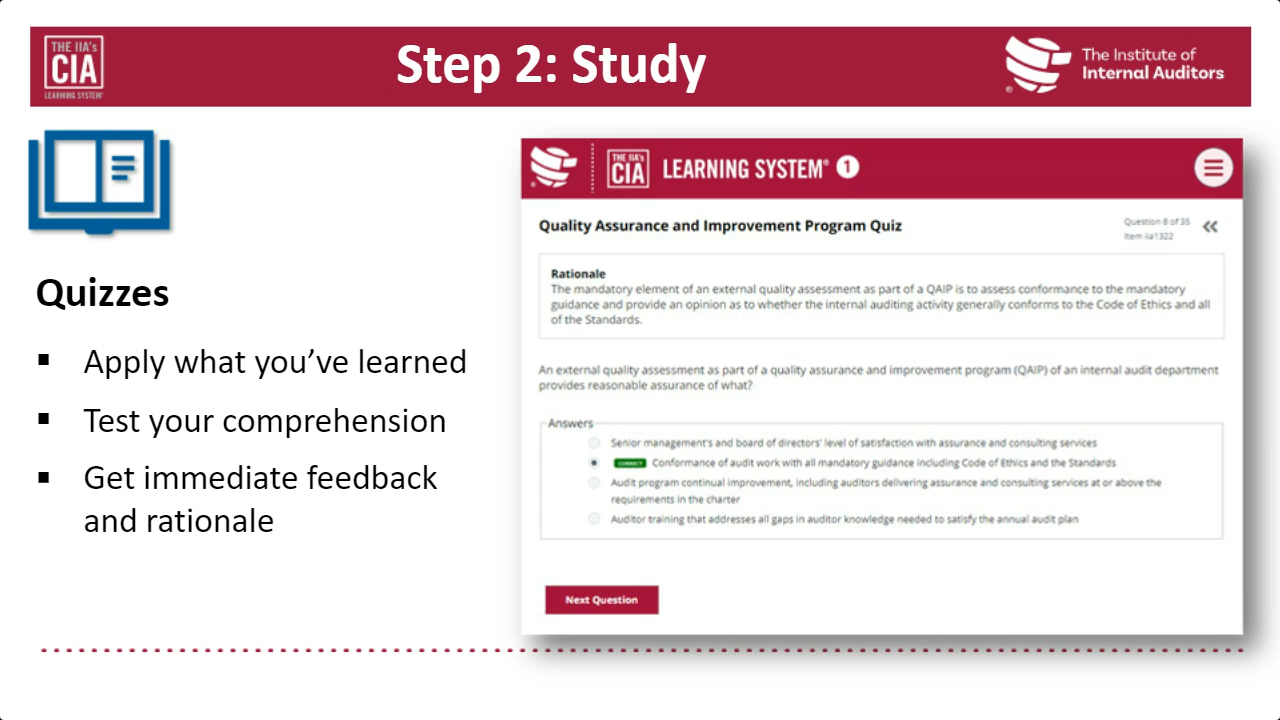 THE IIA's
CIA
LEARNING SYSTEM®
Step 2: Study
The Institute of
Internal Auditors
®
Quizzes
▪ Apply what you've learned
▪ Test your comprehension
▪ Get immediate feedback
and rationale
®
THE IIA's
CIA
LEARNING SYSTEM® 1
Quality Assurance and Improvement Program Quiz
Question 8 of 35
Item iia1322
Rationale
The mandatory element of an external quality assessment as part of a QAIP is to assess conformance to the mandatory
guidance and provide an opinion as to whether the internal auditing activity generally conforms to the Code of Ethics and all
of the Standards.
An external quality assessment as part of a quality assurance and improvement program (QAIP) of an internal audit department
provides reasonable assurance of what?
Answers
Senior management's and board of directors' level of satisfaction with assurance and consulting services
CORRECT Conformance of audit work with all mandatory guidance including Code of Ethics and the Standards
Audit program continual improvement, including auditors delivering assurance and consulting services at or above the
requirements in the charter
Auditor training that addresses all gaps in auditor knowledge needed to satisfy the annual audit plan
Next Question